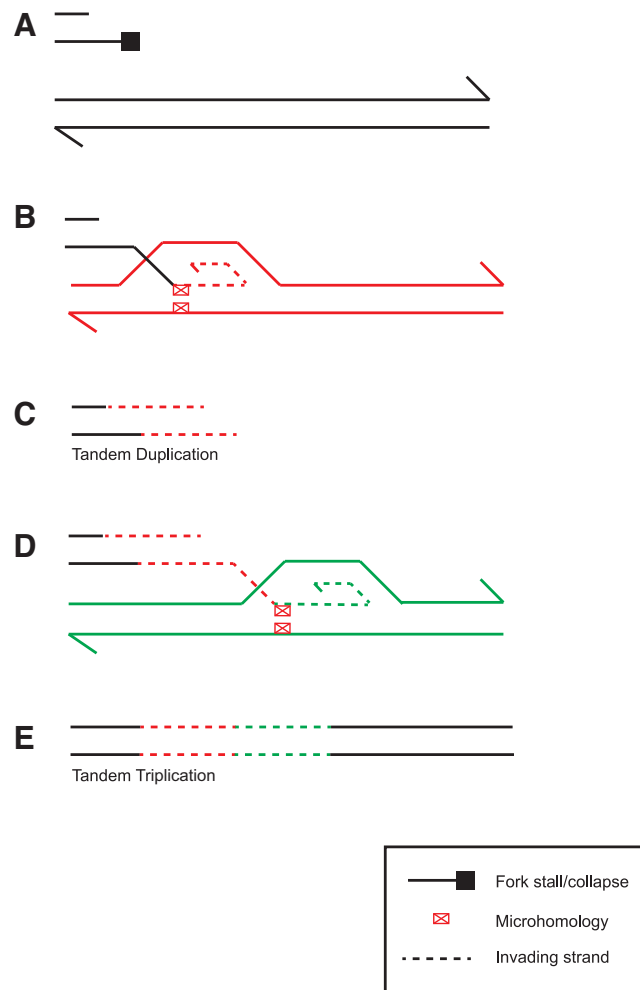 A
B
C
Tandem Duplication
D
E
Tandem Triplication
Fork stall/collapse
Microhomology
Invading strand